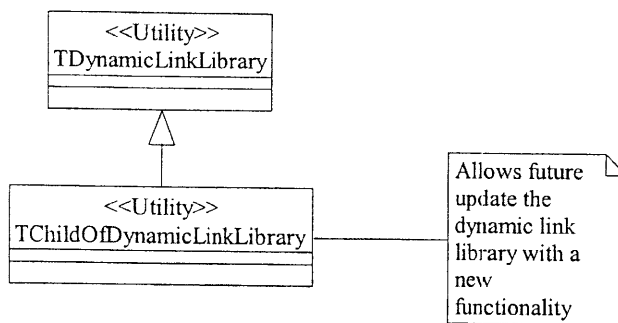 <<Utility>>
TDynamicLinkLibrary
<<Utility>>
TChildOfDynamicLinkLibrary
Allows future
update the
dynamic link
library with a
new
functionality